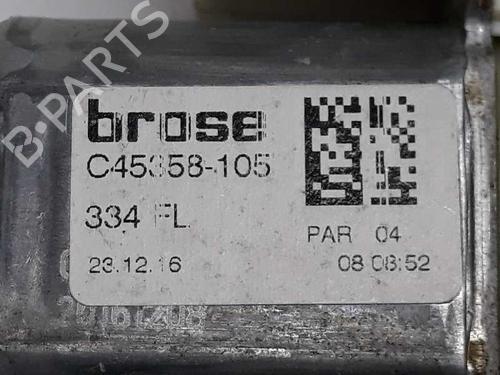 B-PARTS
brose
C45358-105
334 FL
PAR 04
23.12.16
08:08:52